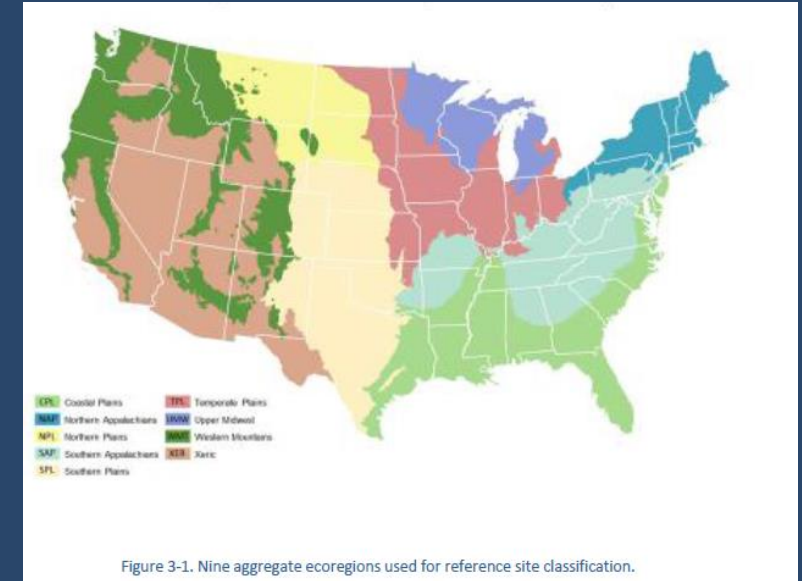 CPL Coastal Plains
NAP Northern Appalachians
NPL Northern Plains
SAP Southern Appalachians
SPL Southern Plains
TPL Temperate Plains
UMW Upper Midwest
WMT Western Mountains
XER Xeric
Figure 3-1. Nine aggregate ecoregions used for reference site classification.